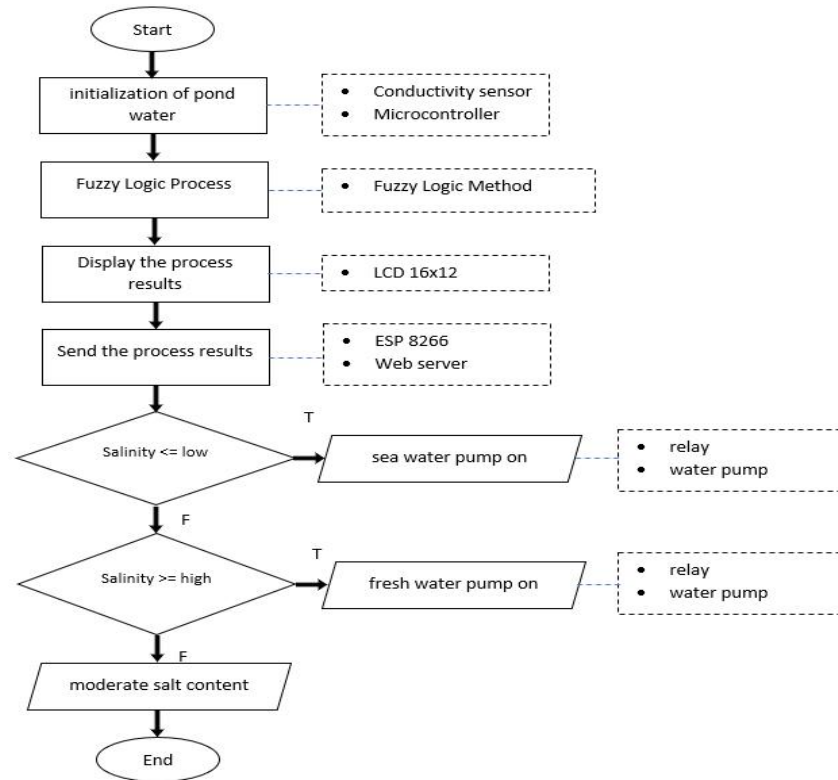 Start
initialization of pond
water
• Conductivity sensor
• Microcontroller
Fuzzy Logic Process
• Fuzzy Logic Method
Display the process
results
• LCD 16x12
Send the process results
• ESP 8266
• Web server
T
Salinity <= low
sea water pump on
• relay
• water pump
F
T
Salinity >= high
fresh water pump on
• relay
• water pump
F
moderate salt content
End